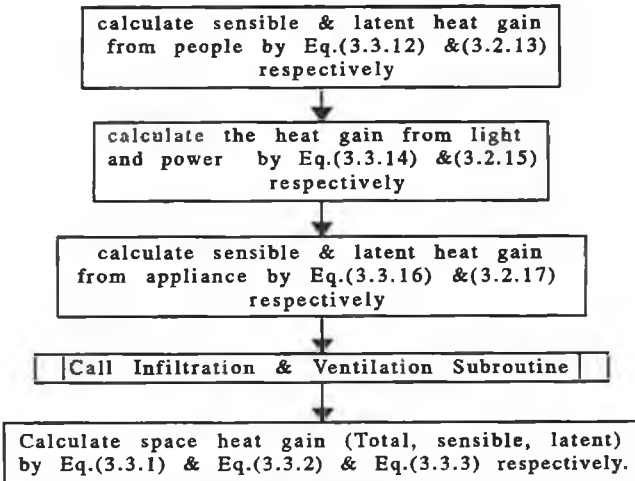 calculate sensible & latent heat gain
from people by Eq.(3.3.12) &(3.2.13)
respectively
calculate the heat gain from light
and power by Eq.(3.3.14) &(3.2.15)
respectively
calculate sensible & latent heat gain
from appliance by Eq.(3.3.16) &(3.2.17)
respectively
Call Infiltration & Ventilation Subroutine
Calculate space heat gain (Total, sensible, latent)
by Eq.(3.3.1) & Eq.(3.3.2) & Eq.(3.3.3) respectively.